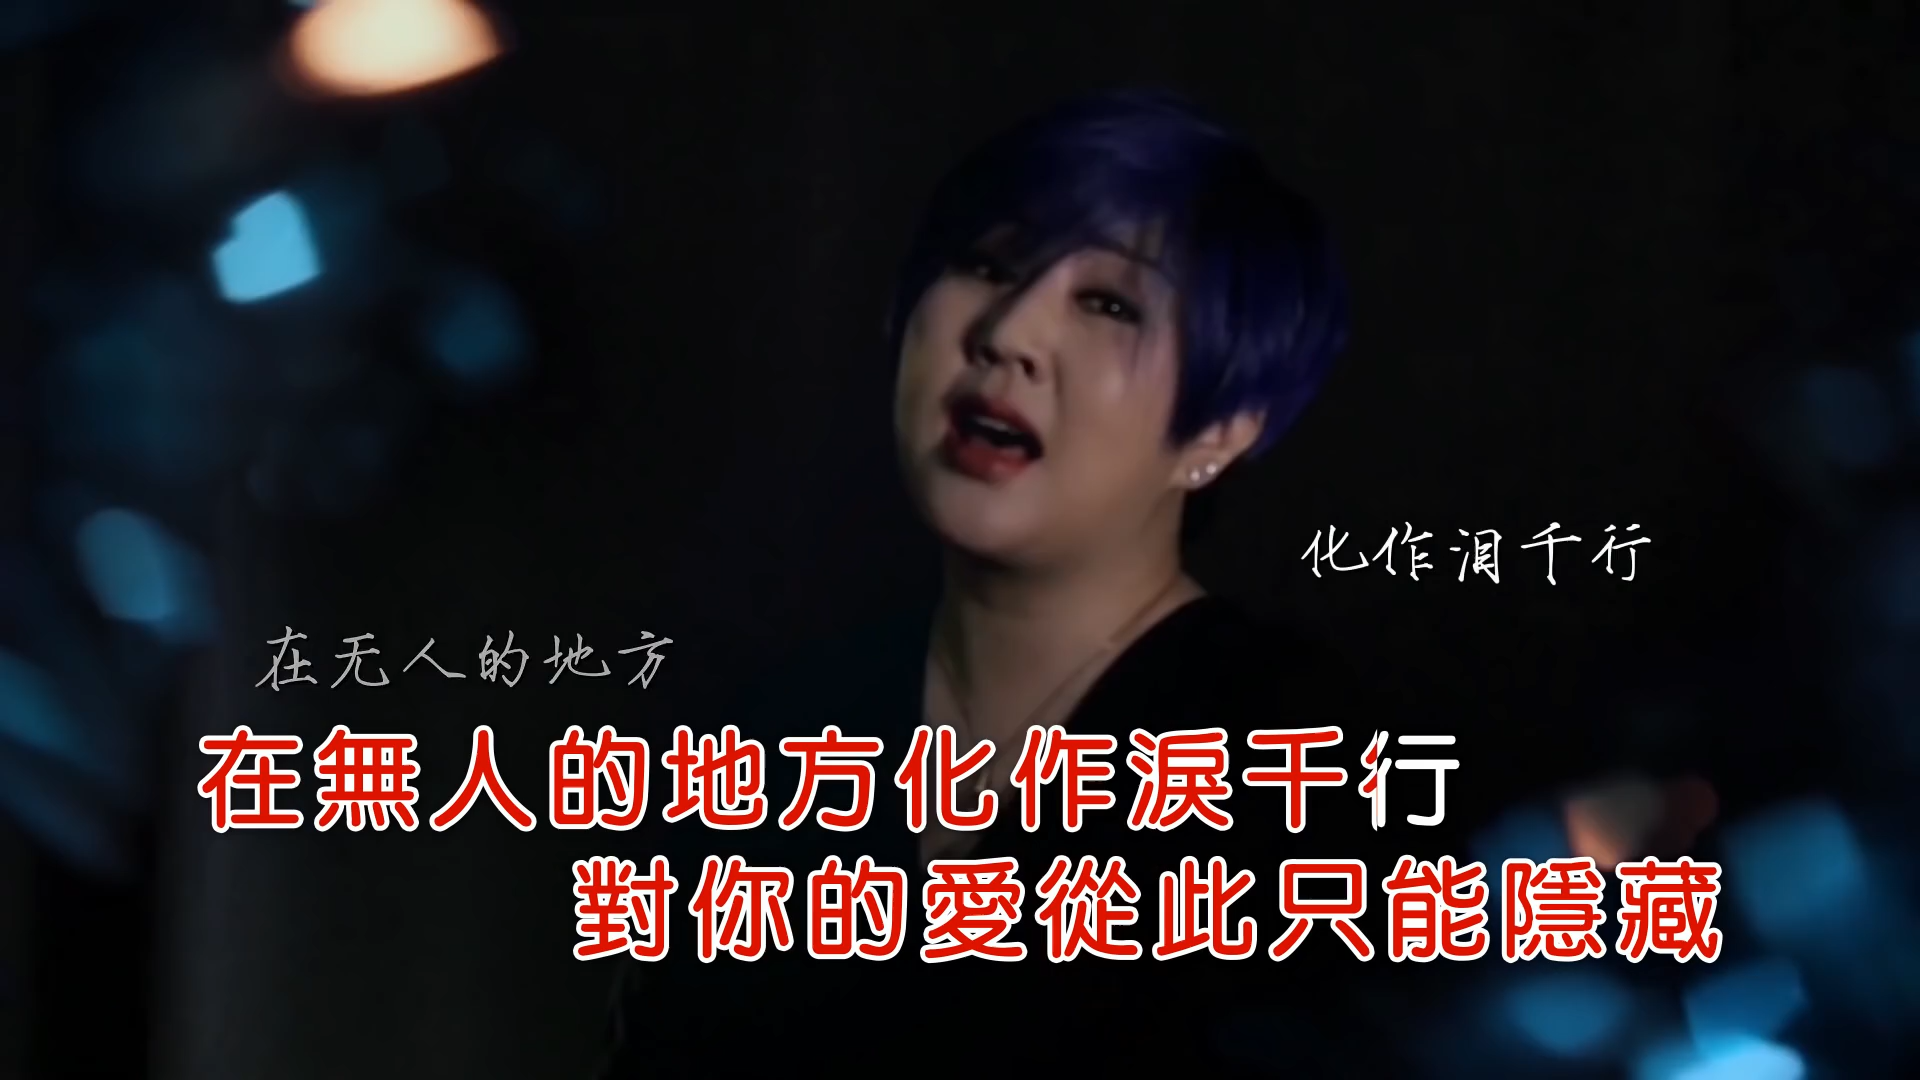 化作泪千行
在无人的地方
在無人的地方化作淚千行
對你的愛從此只能隱藏